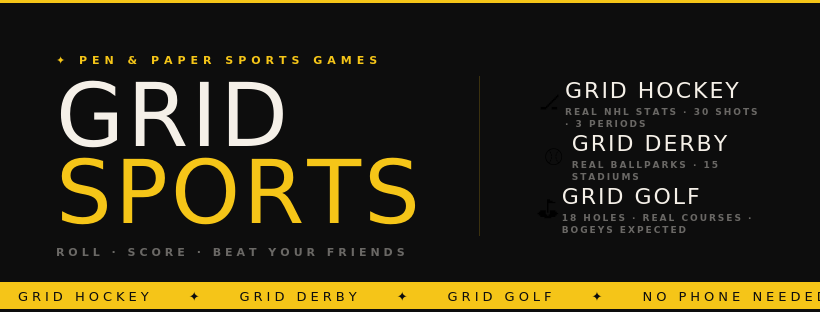 ✦ PEN & PAPER SPORTS GAMES
GRID
SPORTS
ROLL · SCORE · BEAT YOUR FRIENDS
GRID HOCKEY
REAL NHL STATS · 30 SHOTS
· 3 PERIODS
GRID DERBY
REAL BALLPARKS · 15
STADIUMS
GRID GOLF
18 HOLES · REAL COURSES ·
BOGEYS EXPECTED
GRID HOCKEY ✦ GRID DERBY ✦ GRID GOLF ✦ NO PHONE NEEDED